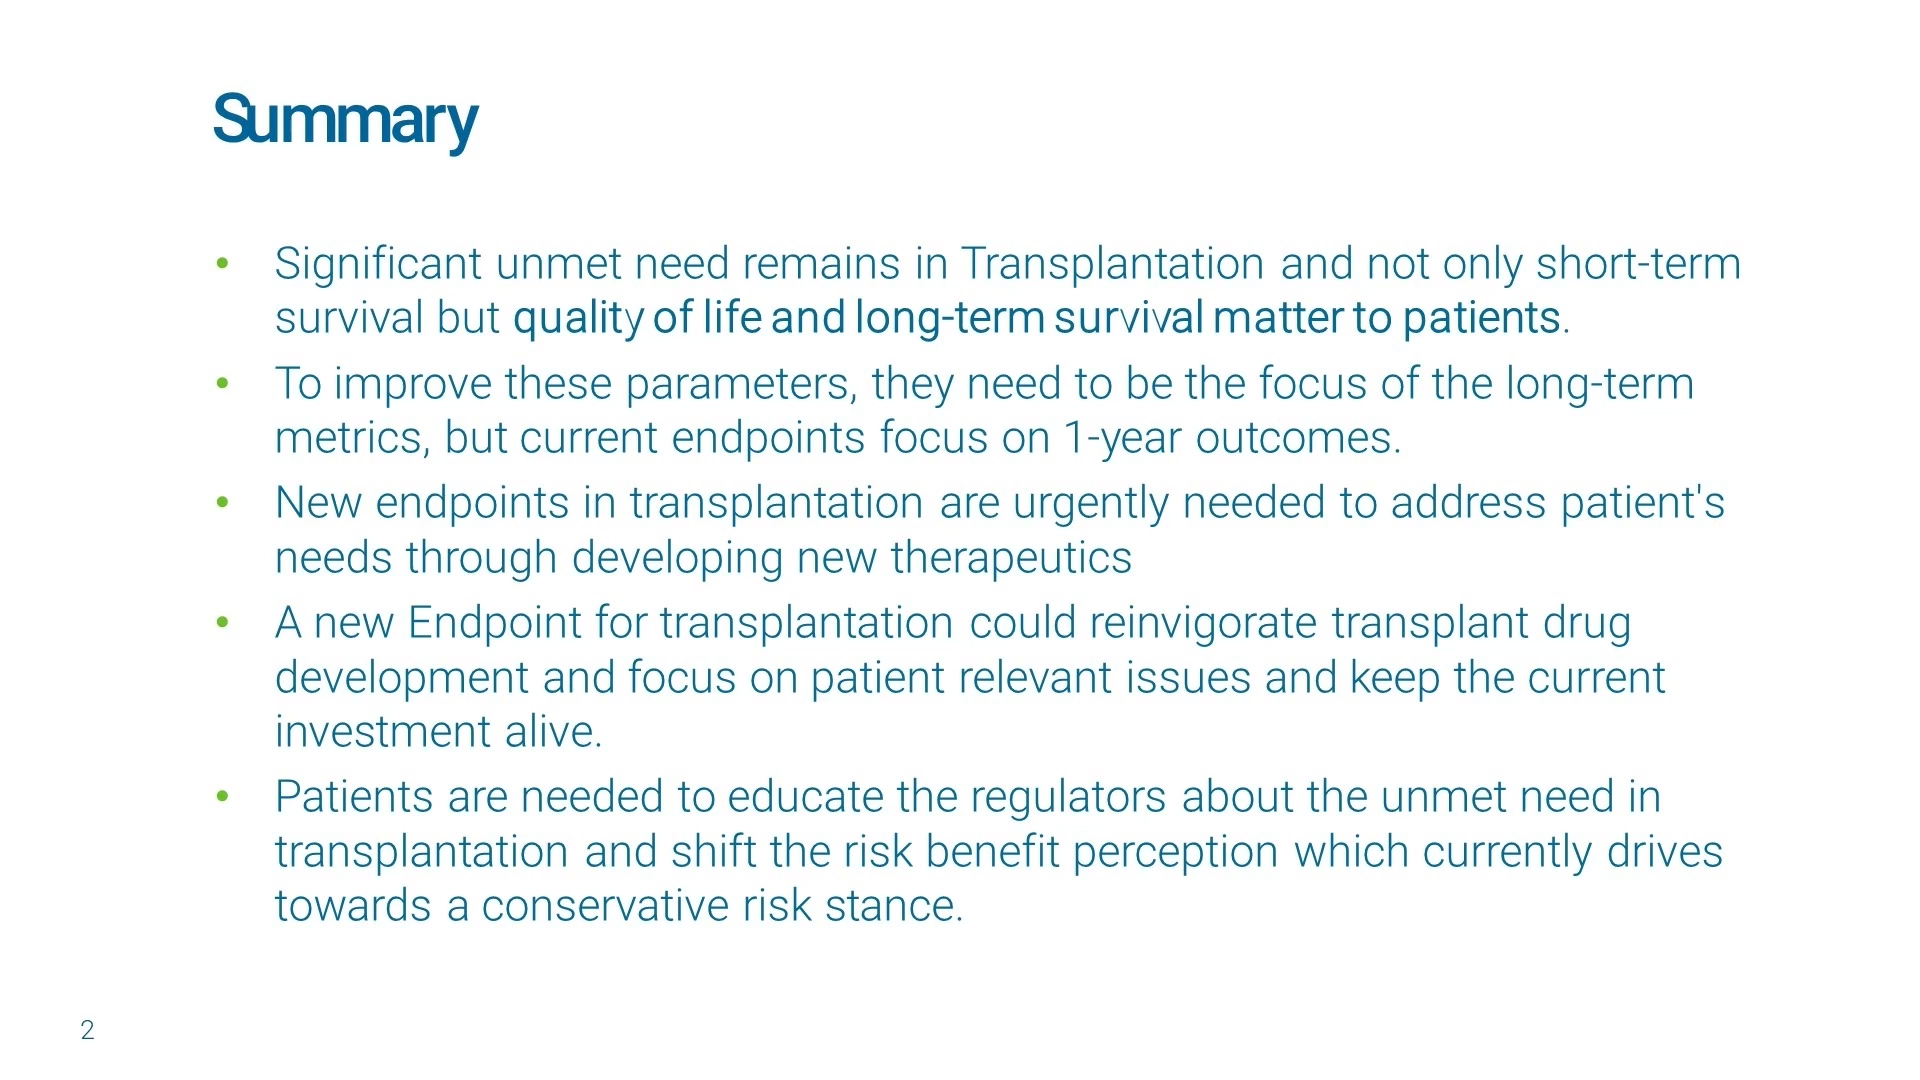 Summary
• Significant unmet need remains in Transplantation and not only short-term
survival but quality of life and long-term survival matter to patients.
• To improve these parameters, they need to be the focus of the long-term
metrics, but current endpoints focus on 1-year outcomes.
• New endpoints in transplantation are urgently needed to address patient's
needs through developing new therapeutics
• A new Endpoint for transplantation could reinvigorate transplant drug
development and focus on patient relevant issues and keep the current
investment alive.
• Patients are needed to educate the regulators about the unmet need in
transplantation and shift the risk benefit perception which currently drives
towards a conservative risk stance.
2